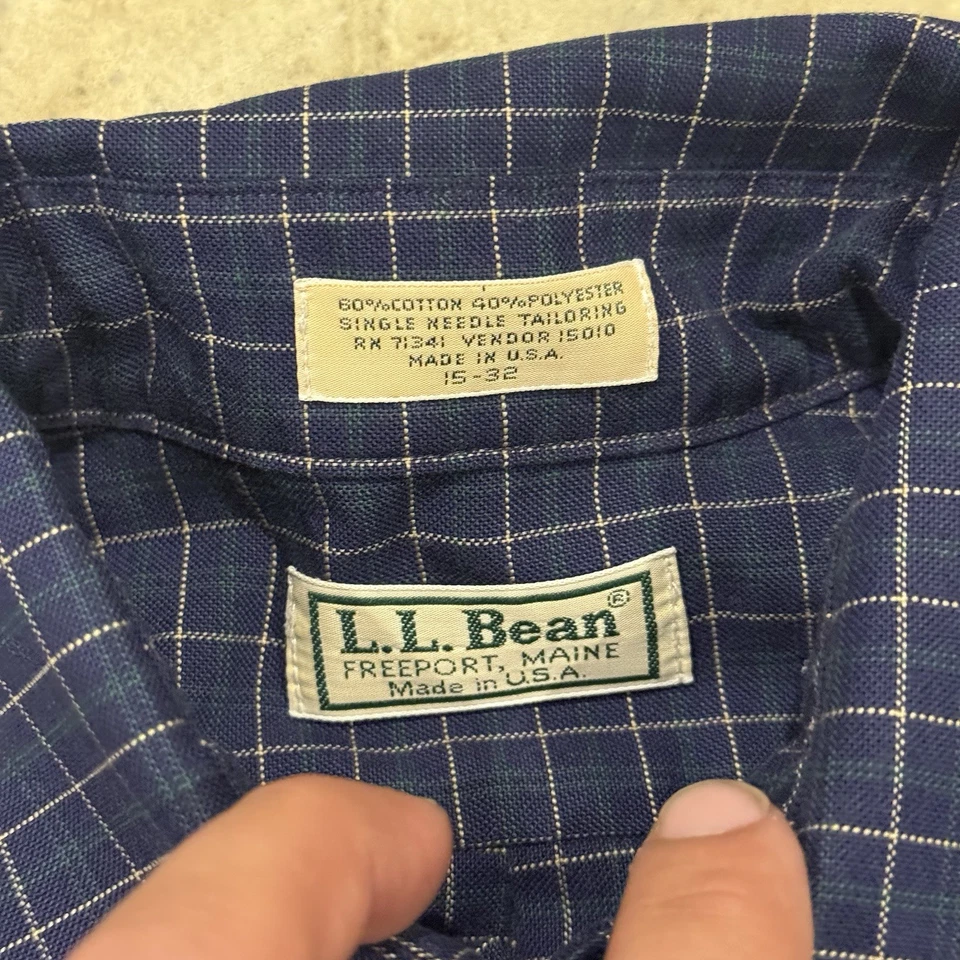 60%COTTON 40%POLYESTER
SINGLE NEEDLE TAILORING
RN 71341 VENDOR 15010
MADE IN U.S.A.
15-32
L.L.Bean®
FREEPORT, MAINE
Made in U.S.A.